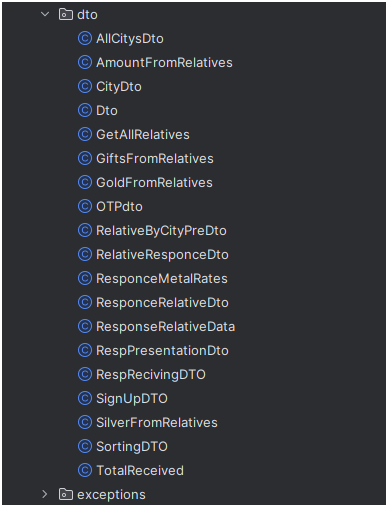 dto
AllCitysDto
AmountFromRelatives
CityDto
Dto
GetAllRelatives
GiftsFromRelatives
GoldFromRelatives
OTPdto
RelativeByCityPreDto
RelativeResponceDto
ResponceMetalRates
ResponceRelativeDto
ResponseRelativeData
RespPresentationDto
RespRecivingDTO
SignUpDTO
SilverFromRelatives
SortingDTO
TotalReceived
exceptions